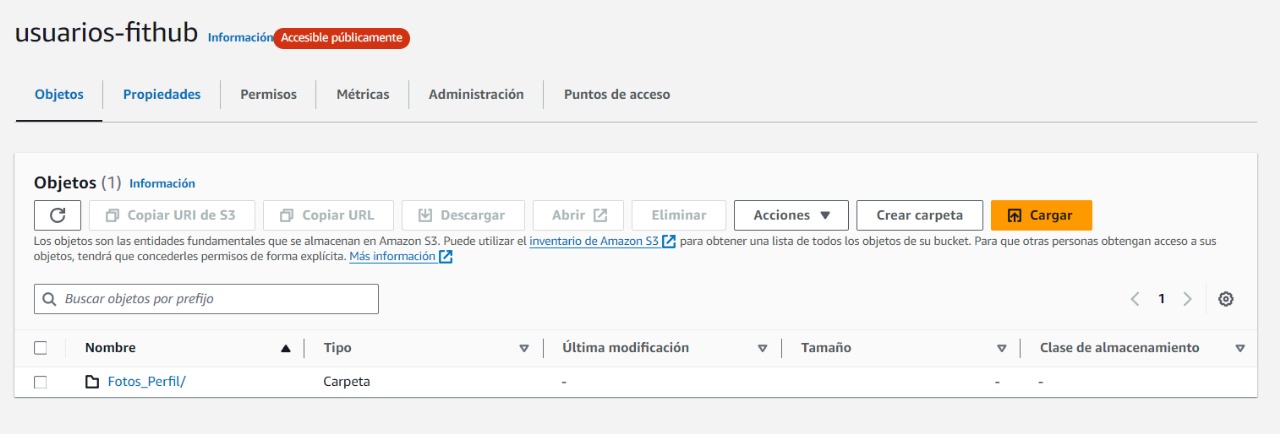 usuarios-fithub Información Accesible públicamente
Objetos Propiedades Permisos Métricas Administración Puntos de acceso
Objetos (1) Información
Copiar URI de S3 Copiar URL Descargar Abrir Eliminar Acciones Crear carpeta Cargar
Los objetos son las entidades fundamentales que se almacenan en Amazon S3. Puede utilizar el inventario de Amazon S3 para obtener una lista de todos los objetos de su bucket. Para que otras personas obtengan acceso a sus
objetos, tendrá que concederles permisos de forma explícita. Más información
Buscar objetos por prefijo 1
Nombre Tipo Última modificación Tamaño Clase de almacenamiento
Fotos_Perfil/ Carpeta - - -